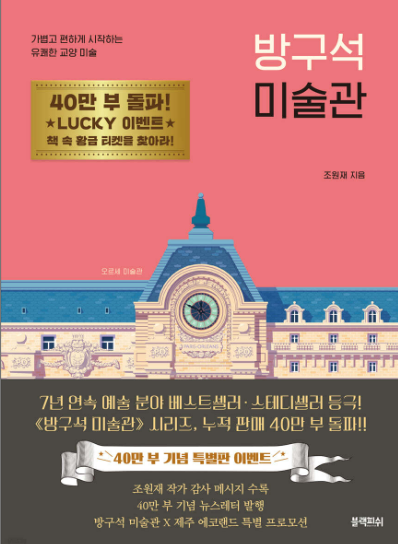 가볍고 편하게 시작하는
유쾌한 교양 미술
방구석
미술관
40만 부 돌파!
★LUCKY 이벤트★
책 속 황금 티켓을 찾아라!
조원재 지음
오르세 미술관
7년 연속 예술 분야 베스트셀러·스테디셀러 등극!
《방구석 미술관》 시리즈, 누적 판매 40만 부 돌파!!
40만 부 기념 특별판 이벤트
조원재 작가 감사 메시지 수록
40만 부 기념 뉴스레터 발행
방구석 미술관 X 제주 에코랜드 특별 프로모션
블랙피쉬